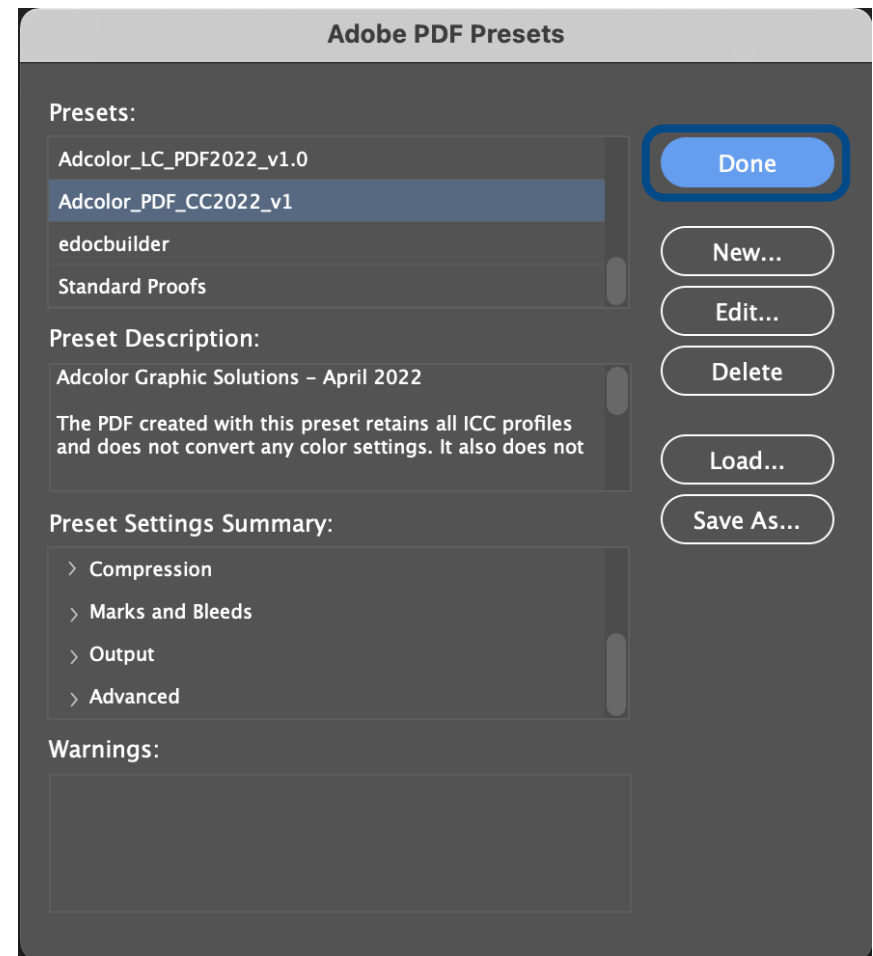 Adobe PDF Presets
Presets:
Adcolor_LC_PDF2022_v1.0
Adcolor_PDF_CC2022_v1
edocbuilder
Standard Proofs
Done
New...
Edit...
Delete
Load...
Save As...
Preset Description:
Adcolor Graphic Solutions – April 2022
The PDF created with this preset retains all ICC profiles
and does not convert any color settings. It also does not
Preset Settings Summary:
Compression
Marks and Bleeds
Output
Advanced
Warnings: